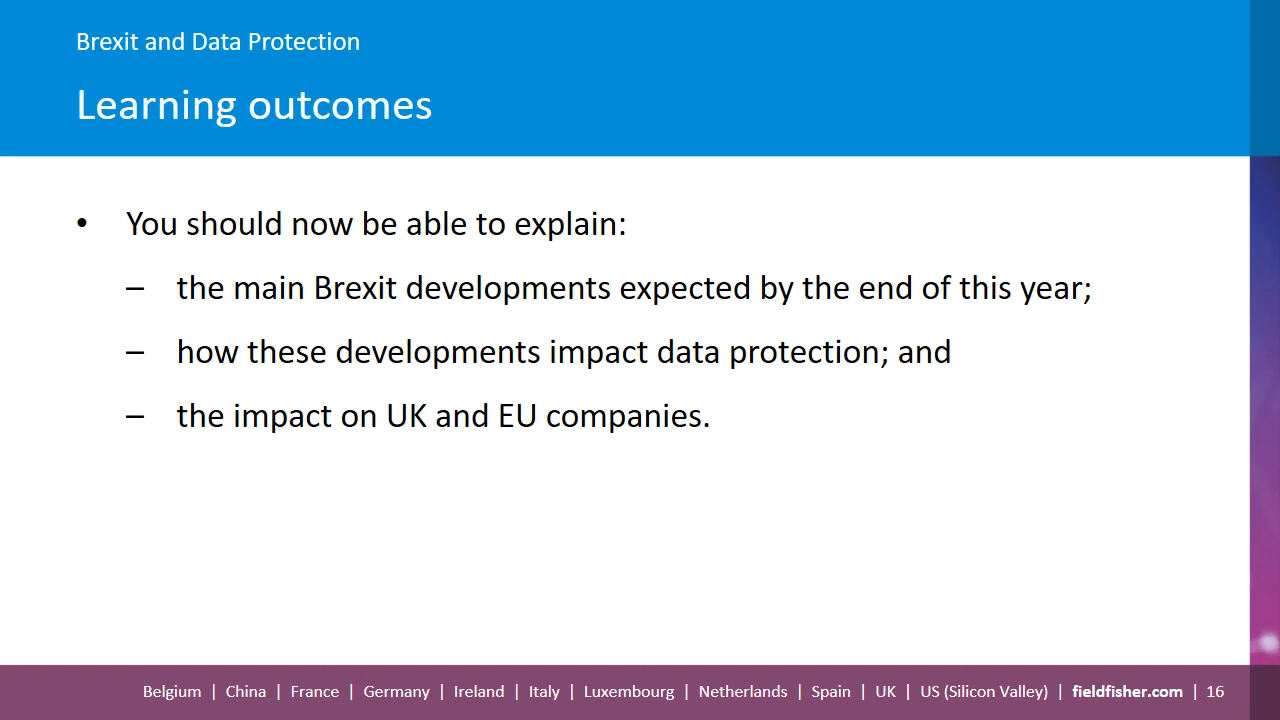 Brexit and Data Protection
Learning outcomes
• You should now be able to explain:
– the main Brexit developments expected by the end of this year;
– how these developments impact data protection; and
– the impact on UK and EU companies.
Belgium | China | France | Germany | Ireland | Italy | Luxembourg | Netherlands | Spain | UK | US (Silicon Valley) | fieldfisher.com | 16